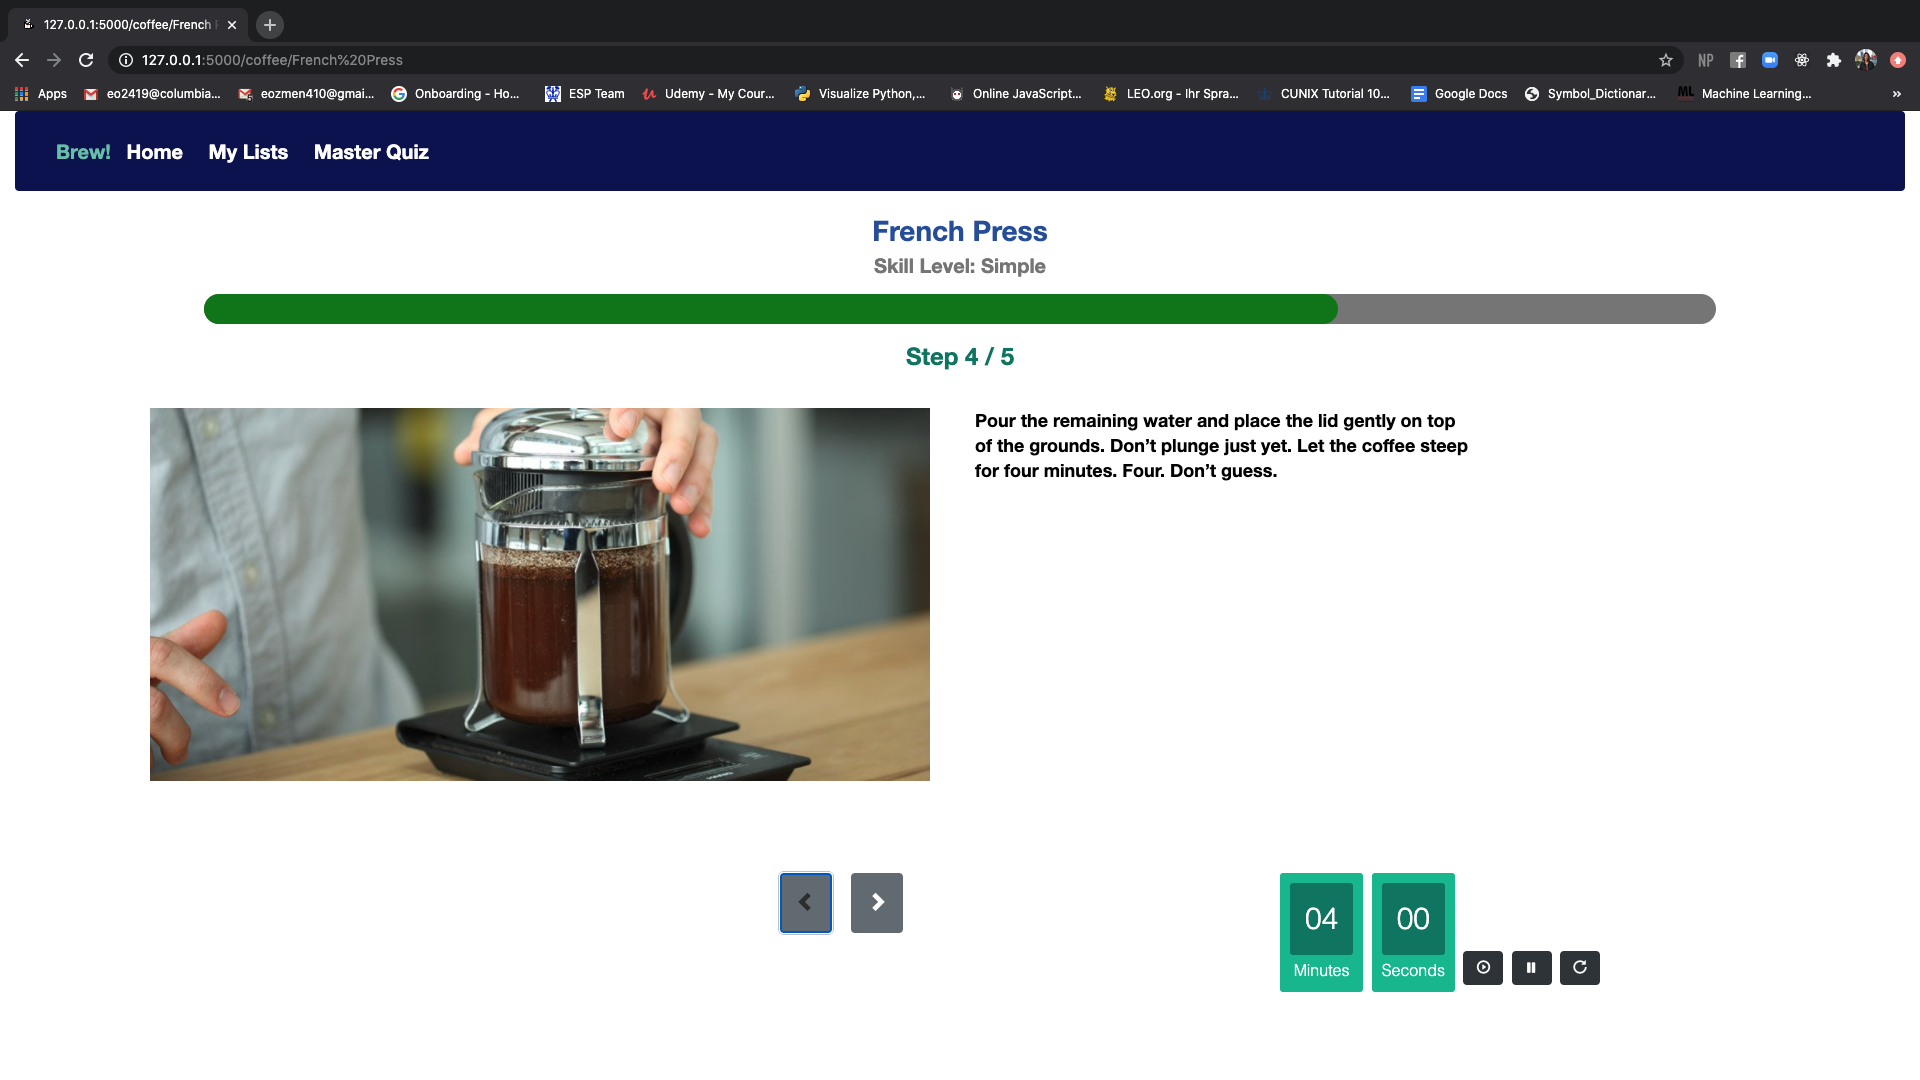 127.0.0.1:5000/coffee/French
127.0.0.1:5000/coffee/French%20Press
NP
Apps eo2419@columbia... eozmen410@gmai... Onboarding - Ho... ESP Team Udemy - My Cour... Visualize Python,... Online JavaScript... LEO.org - Ihr Spra... CUNIX Tutorial 10... Google Docs Symbol_Dictionar... ML Machine Learning... »
Brew! Home My Lists Master Quiz
French Press
Skill Level: Simple
Step 4 / 5
Pour the remaining water and place the lid gently on top
of the grounds. Don’t plunge just yet. Let the coffee steep
for four minutes. Four. Don’t guess.
04 00
Minutes Seconds